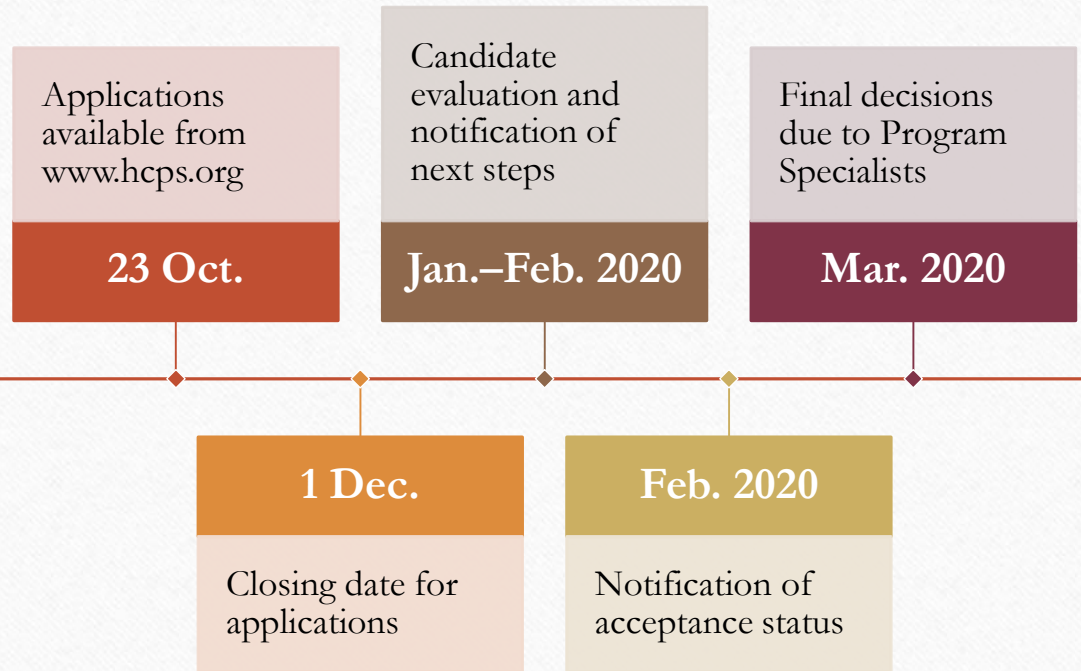 Applications
available from
www.hcps.org
23 Oct.
1 Dec.
Closing date for
applications
Candidate
evaluation and
notification of
next steps
Jan.–Feb. 2020
Feb. 2020
Notification of
acceptance status
Final decisions
due to Program
Specialists
Mar. 2020